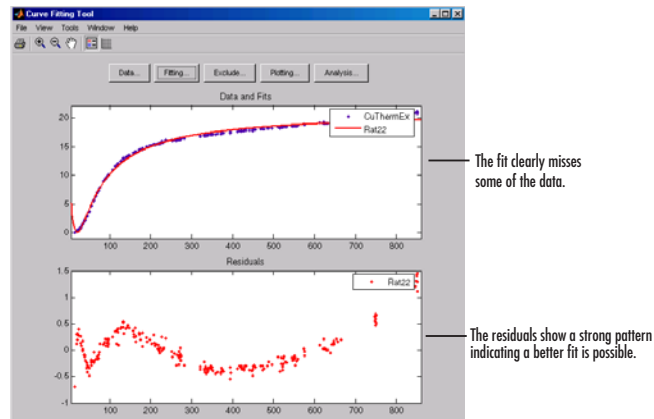 Curve Fitting Tool
File View Tools Window Help
Data... Fitting... Exclude... Plotting... Analysis...
Data and Fits
20
15
10
5
0
CuThermEx
Rat22
100 200 300 400 500 600 700 800
The fit clearly misses
some of the data.
Residuals
1.5
1
0.5
0
-0.5
-1
Rat22
100 200 300 400 500 600 700 800
The residuals show a strong pattern
indicating a better fit is possible.